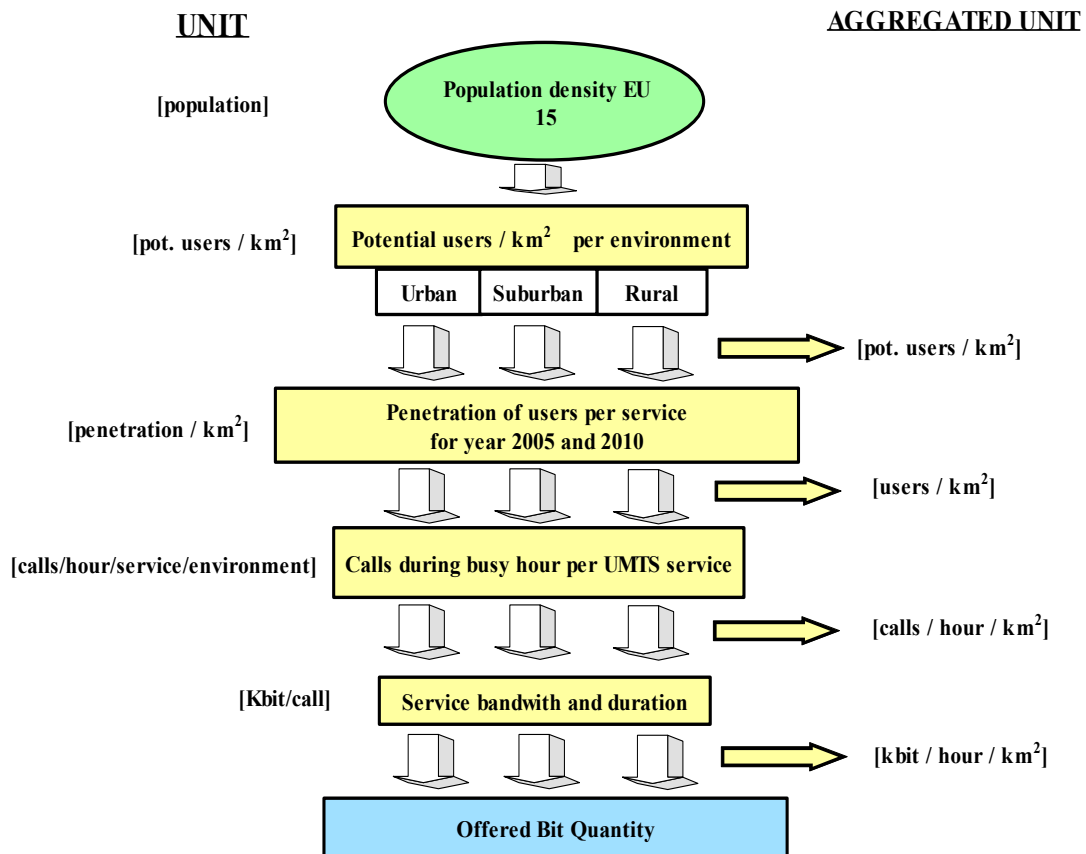 UNIT
AGGREGATED UNIT
Population density EU
15
[population]
[pot. users / km²]
Potential users / km² per environment
Urban
Suburban
Rural
[pot. users / km²]
[penetration / km²]
Penetration of users per service
for year 2005 and 2010
[users / km²]
[calls/hour/service/environment]
Calls during busy hour per UMTS service
[calls / hour / km²]
[Kbit/call]
Service bandwith and duration
[kbit / hour / km²]
Offered Bit Quantity